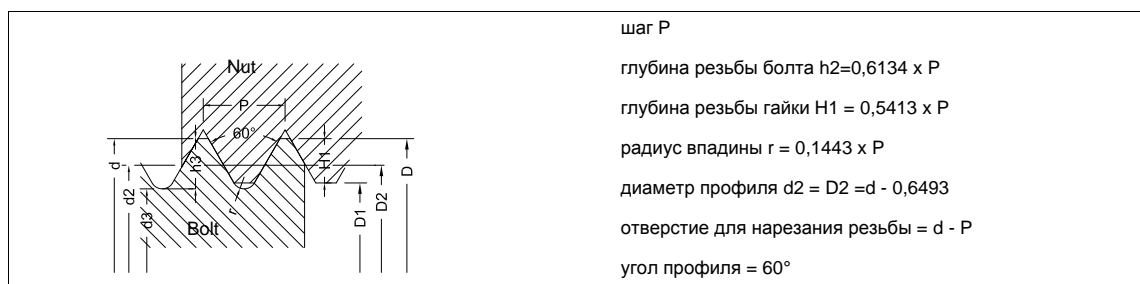 Nut
P
60°
d
d2
d3
h3
r
H1
D1
D2
D
Bolt
шаг P
глубина резьбы болта h2=0,6134 x P
глубина резьбы гайки H1 = 0,5413 x P
радиус впадины r = 0,1443 x P
диаметр профиля d2 = D2 =d - 0,6493
отверстие для нарезания резьбы = d - P
угол профиля = 60°